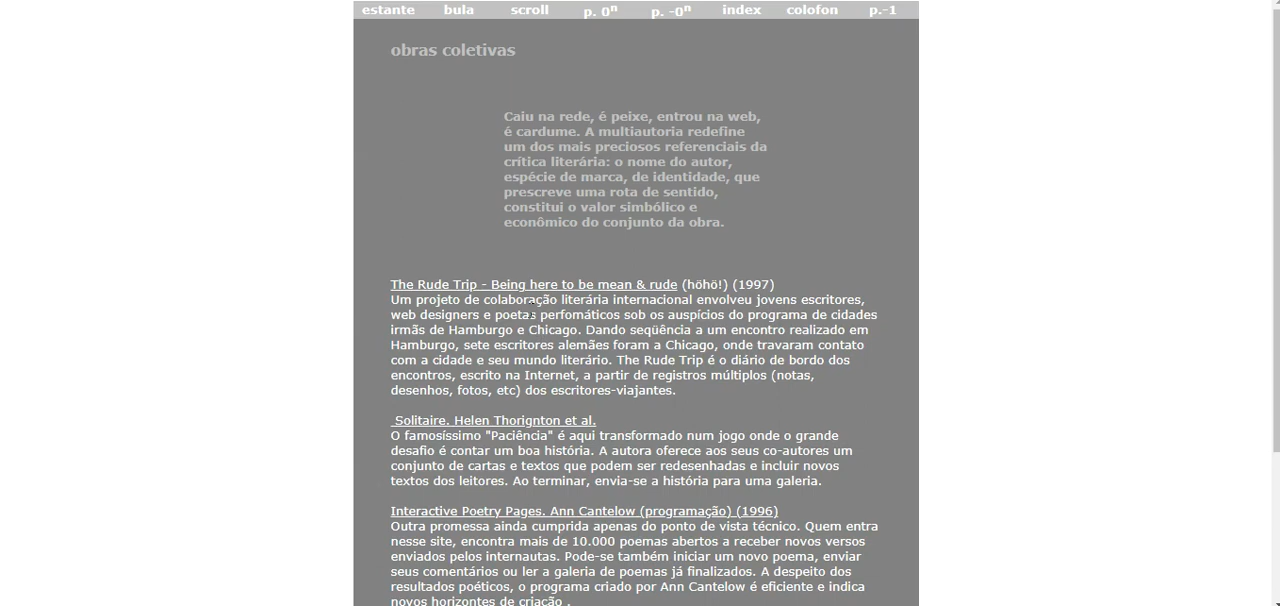 estante bula scroll p. 0ⁿ p. -0ⁿ index colofon p.-1
obras coletivas
Caiu na rede, é peixe, entrou na web,
é cardume. A multiautoria redefine
um dos mais preciosos referenciais da
crítica literária: o nome do autor,
espécie de marca, de identidade, que
prescreve uma rota de sentido,
constitui o valor simbólico e
econômico do conjunto da obra.
The Rude Trip - Being here to be mean & rude (höhö!) (1997)
Um projeto de colaboração literária internacional envolveu jovens escritores,
web designers e poetas perfomáticos sob os auspícios do programa de cidades
irmãs de Hamburgo e Chicago. Dando seqüência a um encontro realizado em
Hamburgo, sete escritores alemães foram a Chicago, onde travaram contato
com a cidade e seu mundo literário. The Rude Trip é o diário de bordo dos
encontros, escrito na Internet, a partir de registros múltiplos (notas,
desenhos, fotos, etc) dos escritores-viajantes.
Solitaire. Helen Thorignton et al.
O famosíssimo "Paciência" é aqui transformado num jogo onde o grande
desafio é contar um boa história. A autora oferece aos seus co-autores um
conjunto de cartas e textos que podem ser redesenhadas e incluir novos
textos dos leitores. Ao terminar, envia-se a história para uma galeria.
Interactive Poetry Pages. Ann Cantelow (programação) (1996)
Outra promessa ainda cumprida apenas do ponto de vista técnico. Quem entra
nesse site, encontra mais de 10.000 poemas abertos a receber novos versos
enviados pelos internautas. Pode-se também iniciar um novo poema, enviar
seus comentários ou ler a galeria de poemas já finalizados. A despeito dos
resultados poéticos, o programa criado por Ann Cantelow é eficiente e indica
novos horizontes de criação .